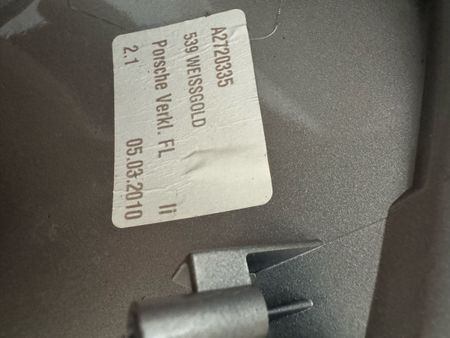 A2720335
539 WEISSGOLD
Porsche Verkl. FL li
2.1 05.03.2010